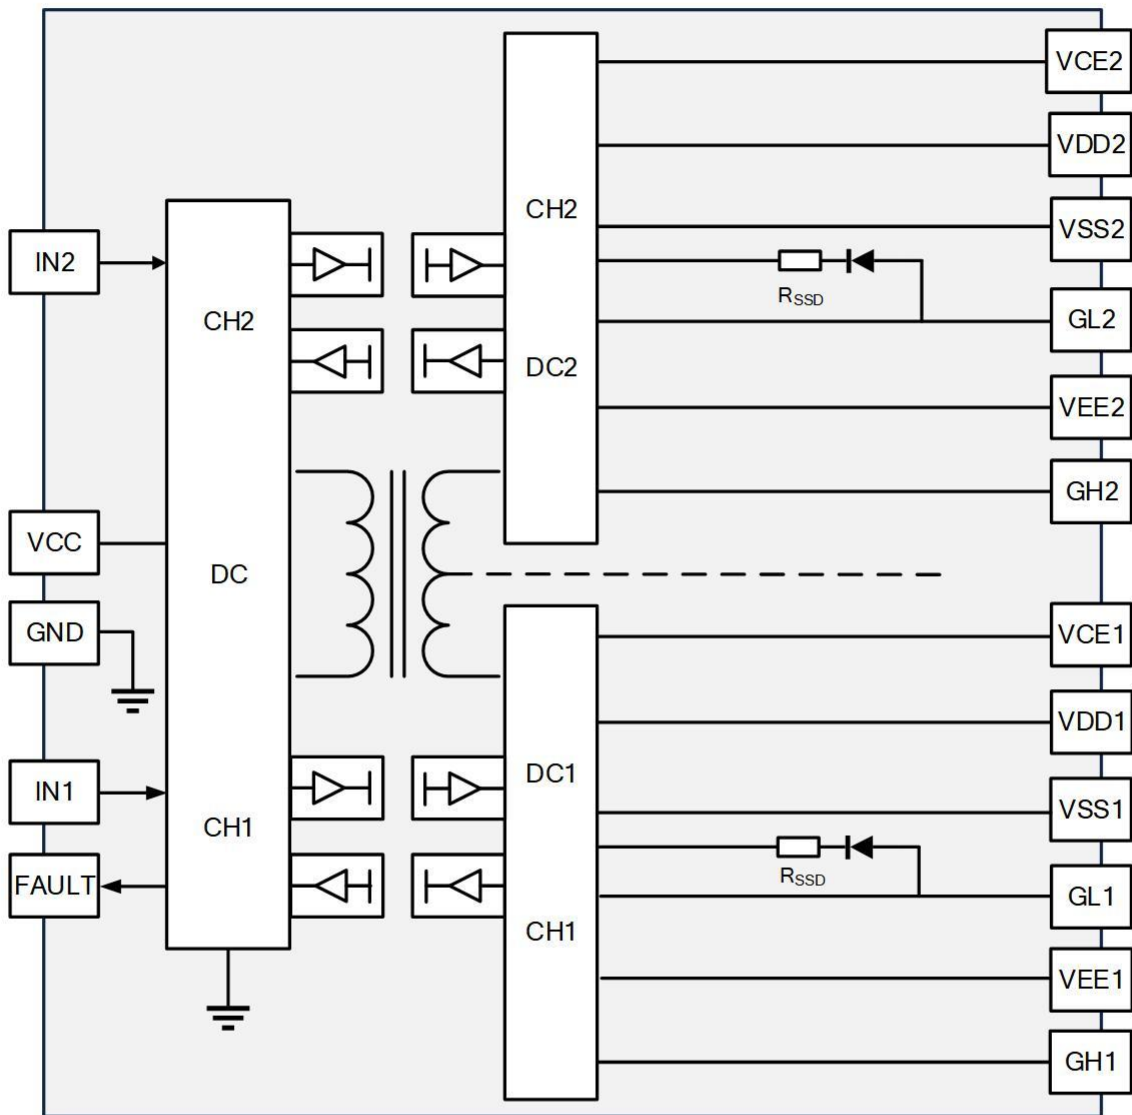 VCE2
VDD2
CH2
VSS2
IN2
RSSD
CH2
GL2
DC2
VEE2
GH2
VCC
DC
GND
VCE1
VDD1
DC1
IN1
VSS1
CH1
RSSD
FAULT
GL1
CH1
VEE1
GH1